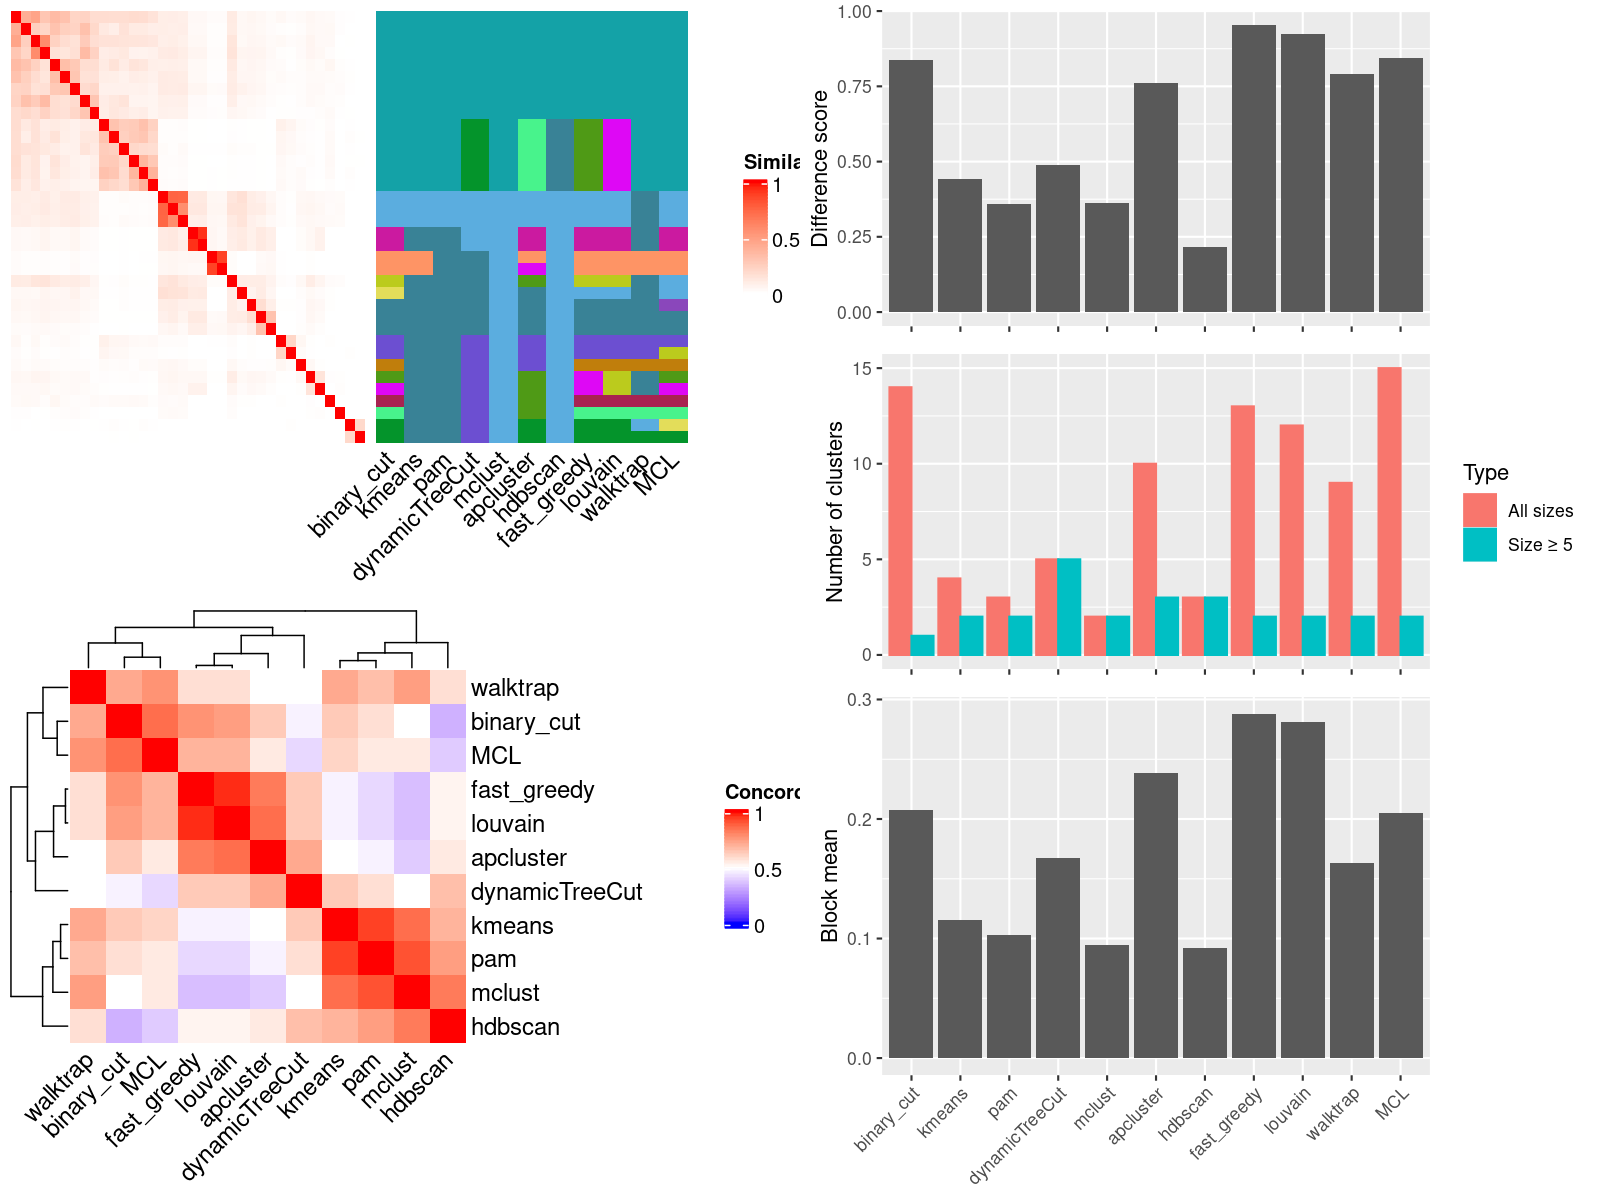 Simila
1
0.5
0
binary_cut
kmeans
pam
dynamicTreeCut
mclust
apcluster
hdbscan
fast_greedy
louvain
walktrap
MCL
Difference score
1.00
0.75
0.50
0.25
0.00
Number of clusters
15
10
5
0
Type
All sizes
Size ≥ 5
walktrap
binary_cut
MCL
fast_greedy
louvain
apcluster
dynamicTreeCut
kmeans
pam
mclust
hdbscan
walktrap
binary_cut
MCL
fast_greedy
louvain
apcluster
dynamicTreeCut
kmeans
pam
mclust
hdbscan
Concord
1
0.5
0
Block mean
0.3
0.2
0.1
0.0
binary_cut
kmeans
pam
dynamicTreeCut
mclust
apcluster
hdbscan
fast_greedy
louvain
walktrap
MCL